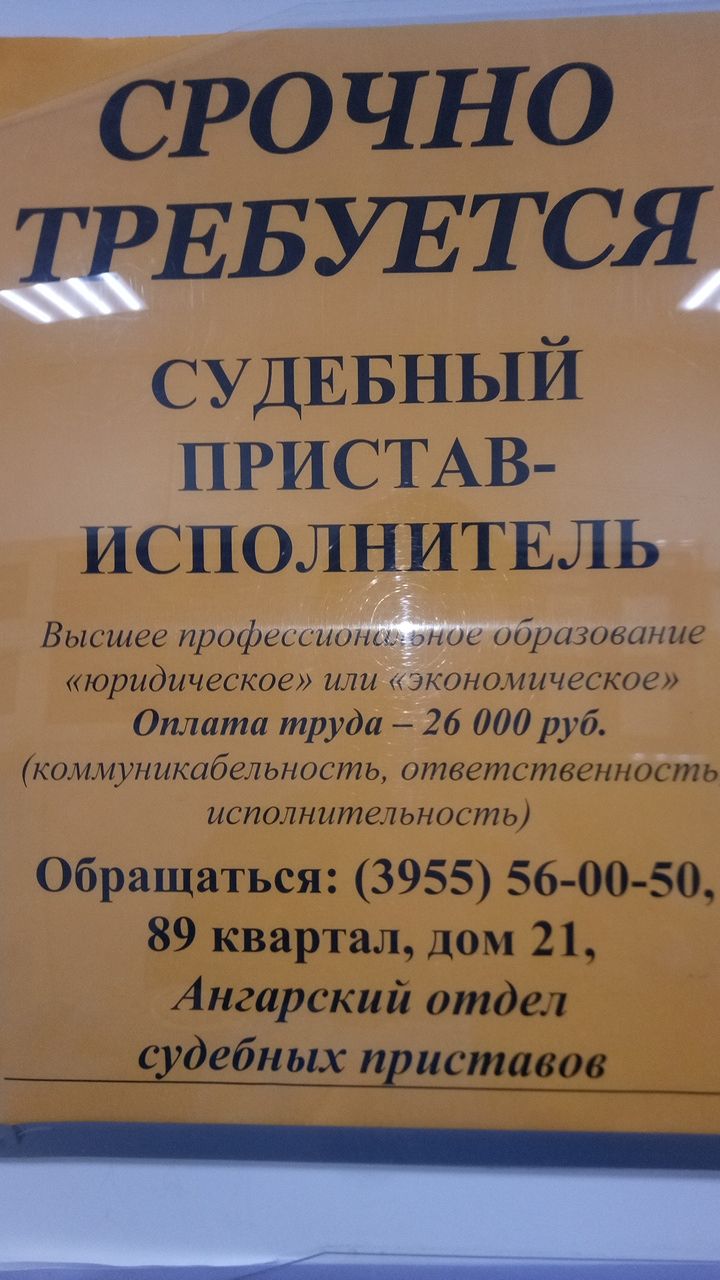 СРОЧНО
ТРЕБУЕТСЯ
СУДЕБНЫЙ
ПРИСТАВ-
ИСПОЛНИТЕЛЬ
Высшее профессиональное образование
«юридическое» или «экономическое»
Оплата труда – 26 000 руб.
(коммуникабельность, ответственность,
исполнительность)
Обращаться: (3955) 56-00-50,
89 квартал, дом 21,
Ангарский отдел
судебных приставов